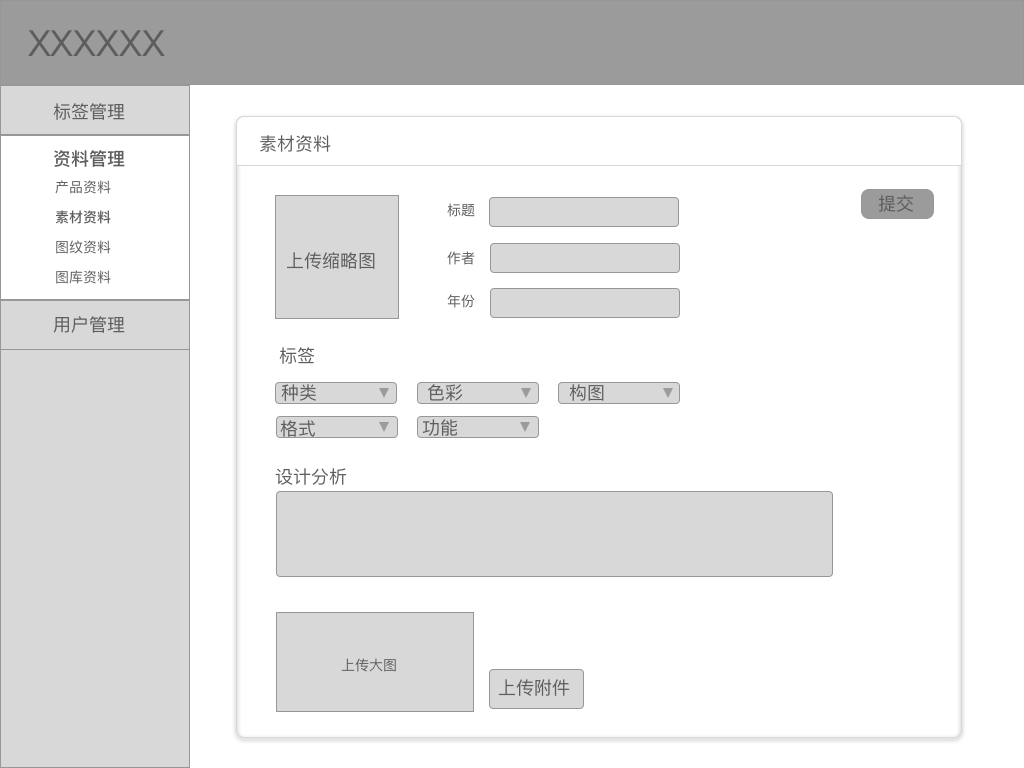 XXXXXX
标签管理
资料管理
产品资料
素材资料
图纹资料
图库资料
用户管理
素材资料
上传缩略图
标题
作者
年份
提交
标签
种类 ▼ 色彩 ▼ 构图 ▼
格式 ▼ 功能 ▼
设计分析
上传大图
上传附件